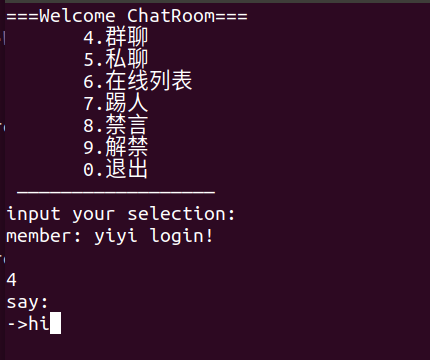 ===Welcome ChatRoom===
4.群聊
5.私聊
6.在线列表
7.踢人
8.禁言
9.解禁
0.退出
__________________
input your selection:
member: yiyi login!
4
say:
->hi